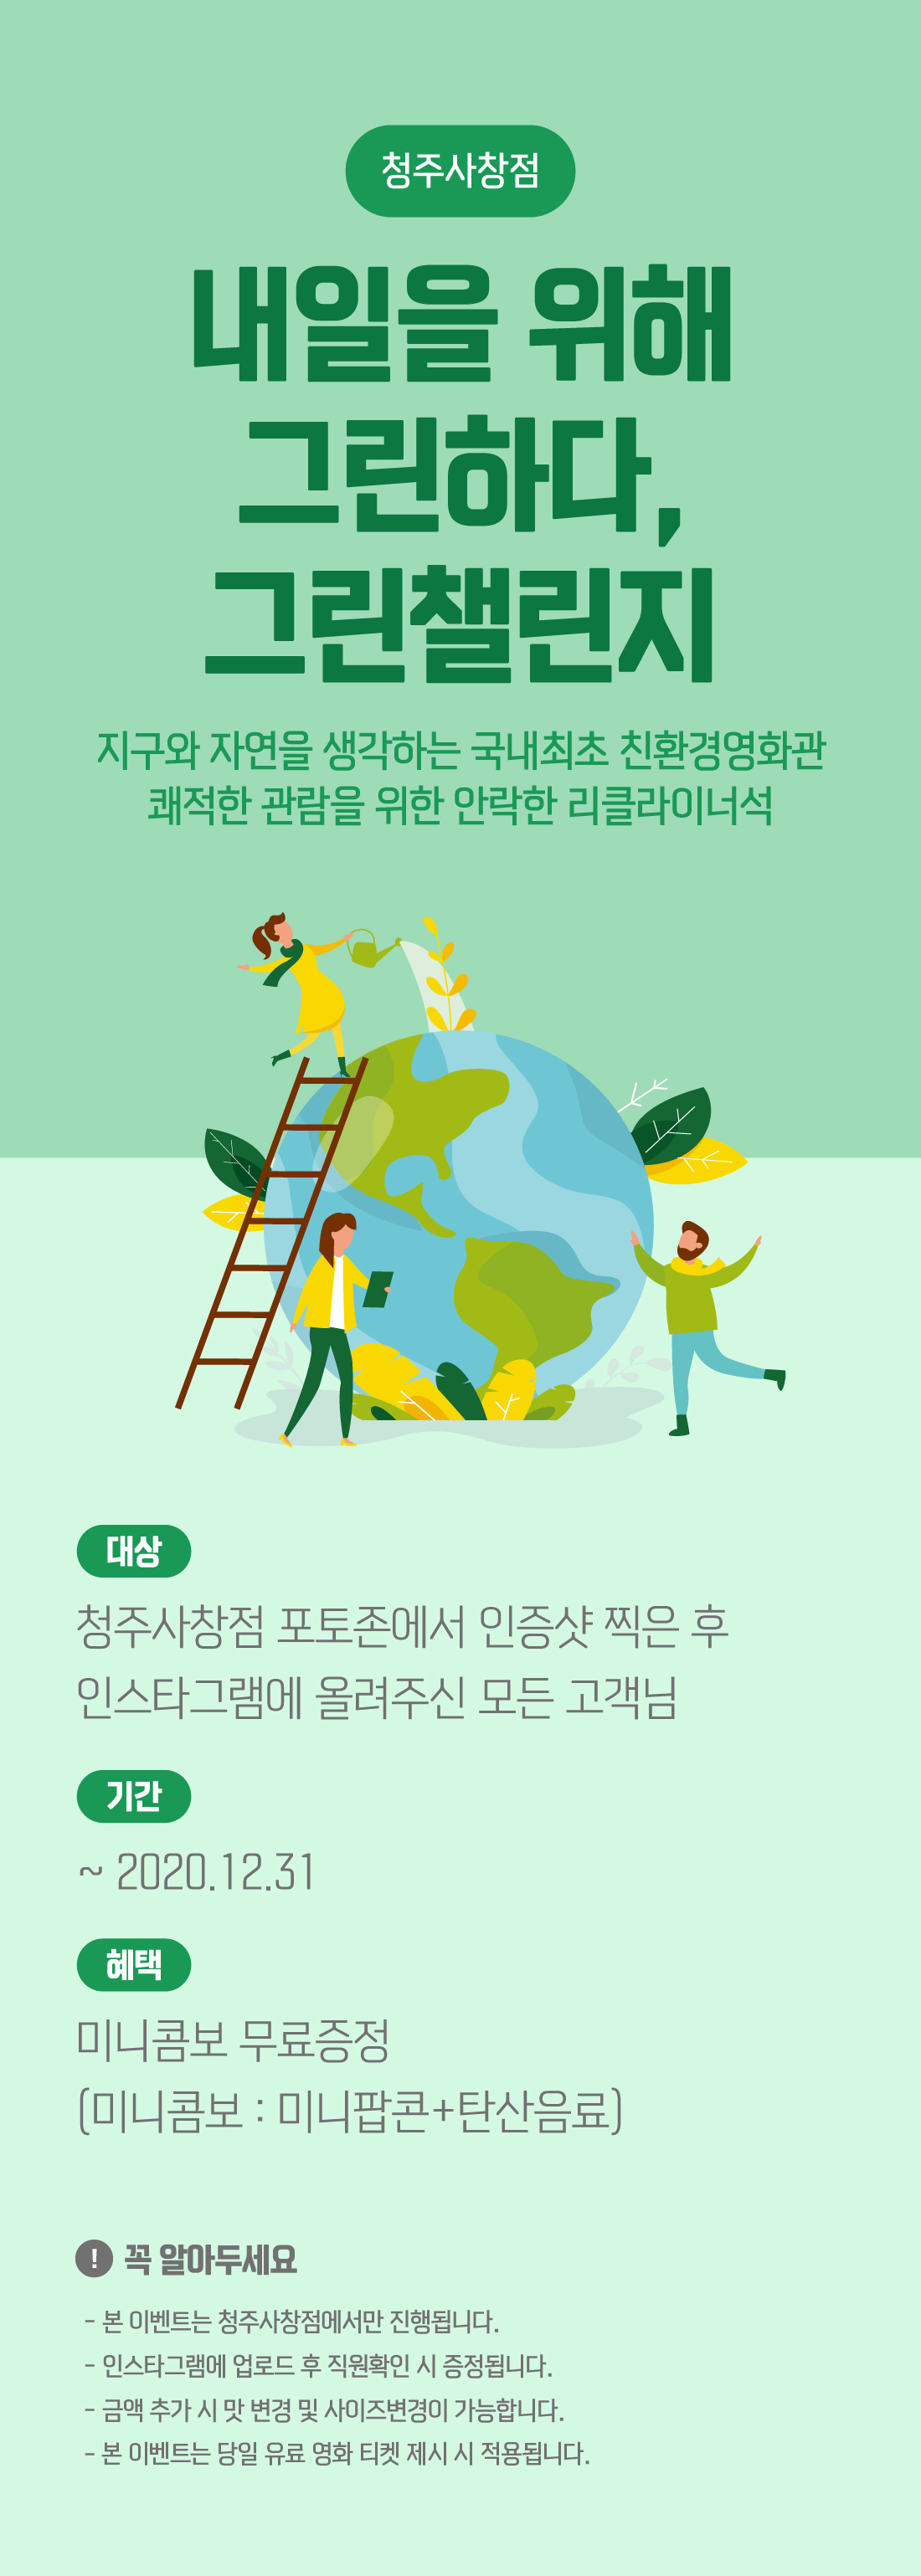 청주사창점
내일을 위해
그린하다,
그린챌린지
지구와 자연을 생각하는 국내최초 친환경영화관
쾌적한 관람을 위한 안락한 리클라이너석
대상
청주사창점 포토존에서 인증샷 찍은 후
인스타그램에 올려주신 모든 고객님
기간
~ 2020.12.31
혜택
미니콤보 무료증정
(미니콤보 : 미니팝콘+탄산음료)
! 꼭 알아두세요
- 본 이벤트는 청주사창점에서만 진행됩니다.
- 인스타그램에 업로드 후 직원확인 시 증정됩니다.
- 금액 추가 시 맛 변경 및 사이즈변경이 가능합니다.
- 본 이벤트는 당일 유료 영화 티켓 제시 시 적용됩니다.